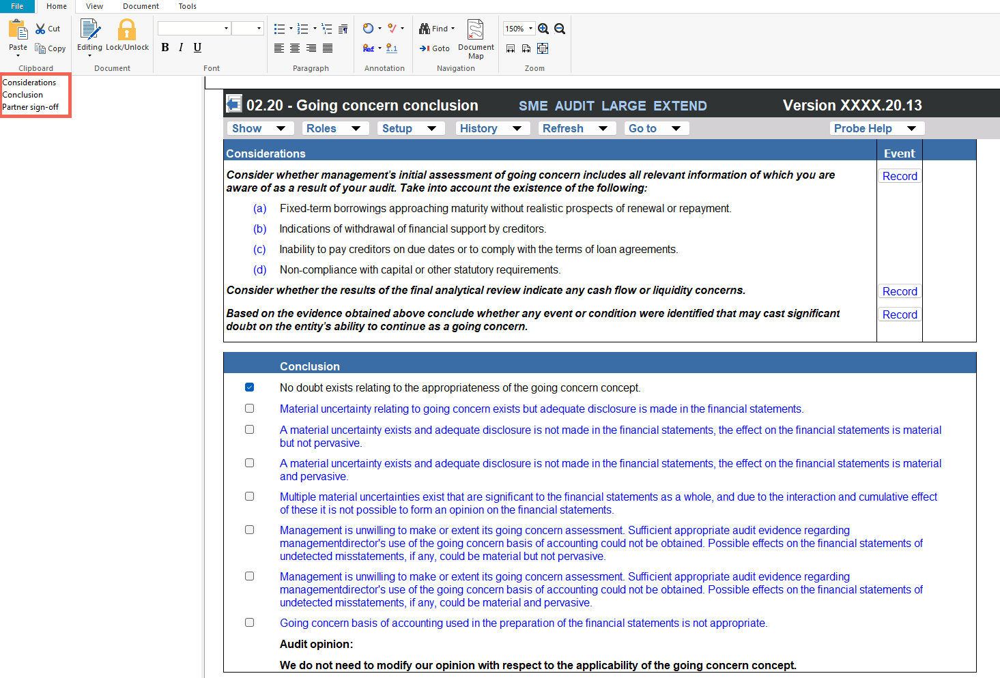 File Home View Document Tools
Paste Cut Copy Editing Lock/Unlock B I U Find Goto Document Map 150% Ref 1.1
Clipboard Document Font Paragraph Annotation Navigation Zoom
Considerations
Conclusion
Partner sign-off
02.20 - Going concern conclusion SME AUDIT LARGE EXTEND Version XXXX.20.13
Show Roles Setup History Refresh Go to Probe Help
Considerations Event
Consider whether management's initial assessment of going concern includes all relevant information of which you are Record
aware of as a result of your audit. Take into account the existence of the following:
(a) Fixed-term borrowings approaching maturity without realistic prospects of renewal or repayment.
(b) Indications of withdrawal of financial support by creditors.
(c) Inability to pay creditors on due dates or to comply with the terms of loan agreements.
(d) Non-compliance with capital or other statutory requirements.
Consider whether the results of the final analytical review indicate any cash flow or liquidity concerns. Record
Based on the evidence obtained above conclude whether any event or condition were identified that may cast significant Record
doubt on the entity's ability to continue as a going concern.
Conclusion
No doubt exists relating to the appropriateness of the going concern concept.
Material uncertainty relating to going concern exists but adequate disclosure is made in the financial statements.
A material uncertainty exists and adequate disclosure is not made in the financial statements, the effect on the financial statements is material
but not pervasive.
A material uncertainty exists and adequate disclosure is not made in the financial statements, the effect on the financial statements is material
and pervasive.
Multiple material uncertainties exist that are significant to the financial statements as a whole, and due to the interaction and cumulative effect
of these it is not possible to form an opinion on the financial statements.
Management is unwilling to make or extent its going concern assessment. Sufficient appropriate audit evidence regarding
managementdirector's use of the going concern basis of accounting could not be obtained. Possible effects on the financial statements of
undetected misstatements, if any, could be material but not pervasive.
Management is unwilling to make or extent its going concern assessment. Sufficient appropriate audit evidence regarding
managementdirector's use of the going concern basis of accounting could not be obtained. Possible effects on the financial statements of
undetected misstatements, if any, could be material and pervasive.
Going concern basis of accounting used in the preparation of the financial statements is not appropriate.
Audit opinion:
We do not need to modify our opinion with respect to the applicability of the going concern concept.